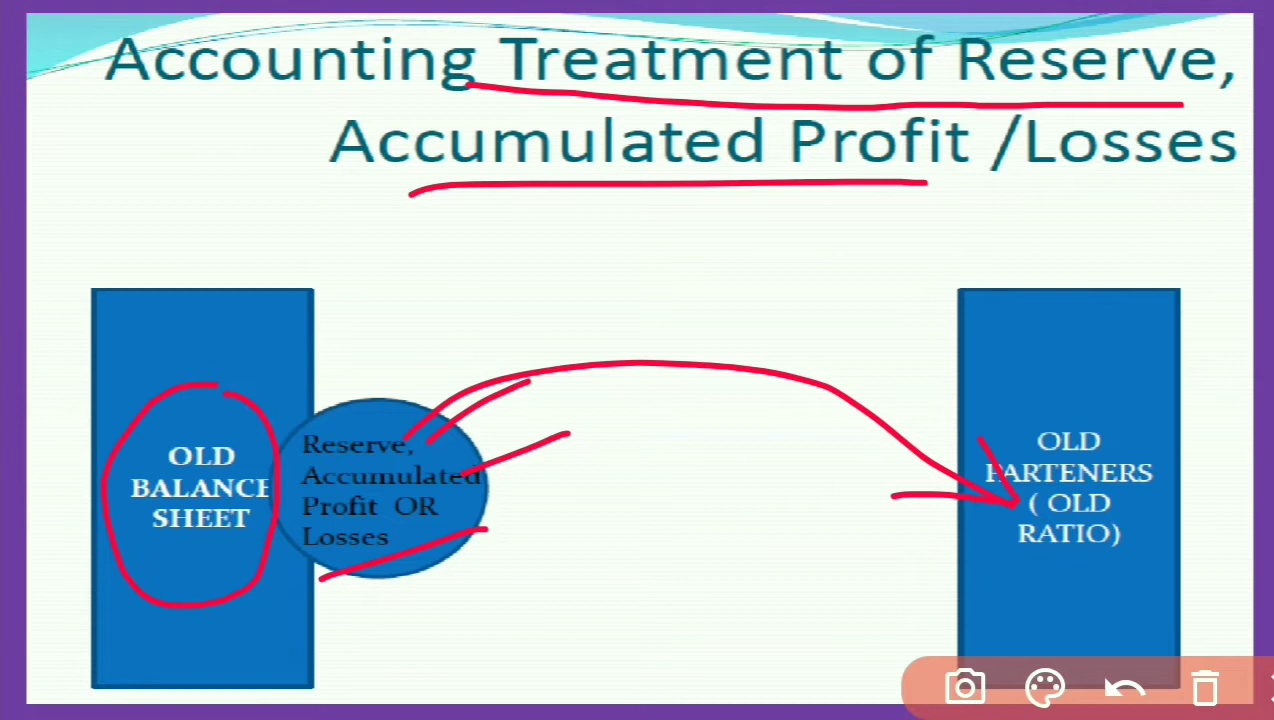 Accounting Treatment of Reserve,
Accumulated Profit /Losses
OLD
BALANCE
SHEET
Reserve,
Accumulated
Profit OR
Losses
OLD
PARTENERS
( OLD
RATIO)